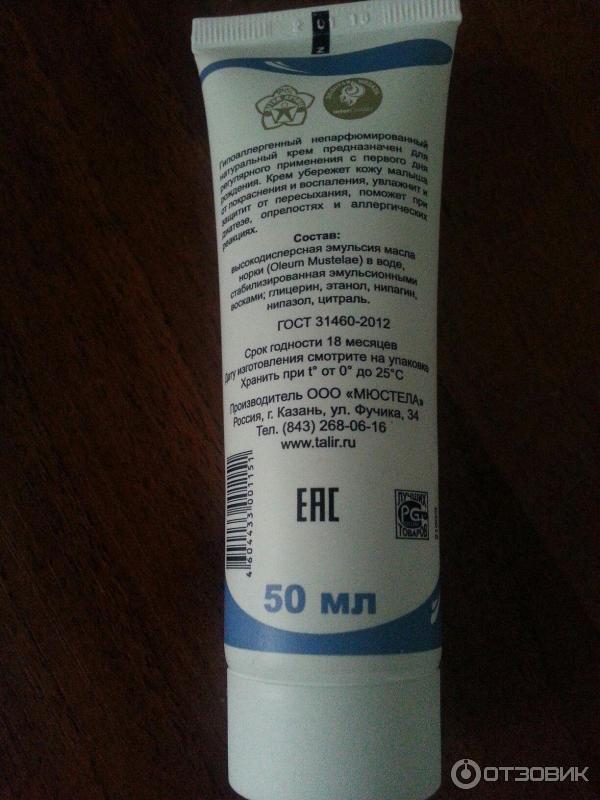 Гипоаллергенный непарфюмированный
натуральный крем предназначен для
регулярного применения с первого дня
рождения. Крем убережет кожу малыша
от покраснения и воспаления, увлажнит и
защитит от пересыхания, поможет при
диатезе, опрелостях и аллергических
реакциях.
Состав:
высокодисперсная эмульсия масла
норки (Oleum Mustelae) в воде,
стабилизированная эмульсионными
восками; глицерин, этанол, нипагин,
нипазол, цитраль.
ГОСТ 31460-2012
Срок годности 18 месяцев
Дату изготовления смотрите на упаковке
Хранить при t° от 0° до 25°C
Производитель ООО «МЮСТЕЛА»
Россия, г. Казань, ул. Фучика, 34
Тел. (843) 268-06-16
www.talir.ru
4604433001151
EAC
ЛУЧШИХ
ТОВАРОВ
50 мл
ОТЗОВИК